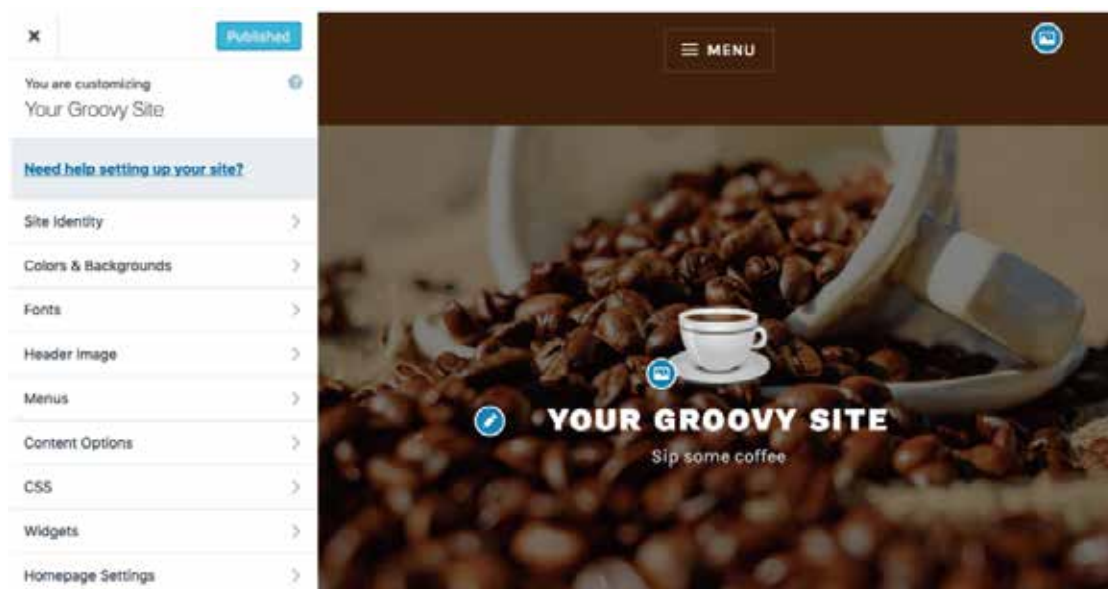 Published
You are customizing
Your Groovy Site
Need help setting up your site?
Site Identity
Colors & Backgrounds
Fonts
Header Image
Menus
Content Options
CSS
Widgets
Homepage Settings
MENU
YOUR GROOVY SITE
Sip some coffee